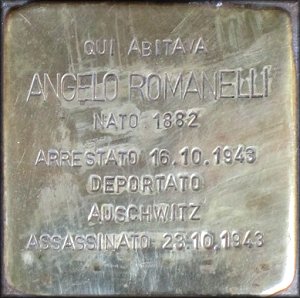 QUI ABITAVA
ANGELO ROMANELLI
NATO 1882
ARRESTATO 16.10.1943
DEPORTATO
AUSCHWITZ
ASSASSINATO 23.10.1943